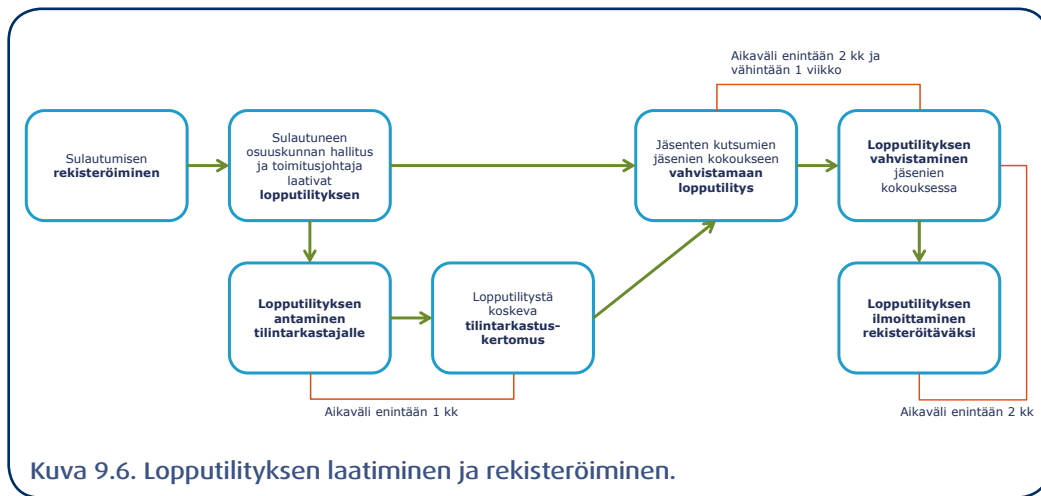 Aikaväli enintään 2 kk ja
vähintään 1 viikko
Sulautumisen
rekisteröiminen
Sulautuneen
osuuskunnan hallitus
ja toimitusjohtaja
laativat
lopputilityksen
Jäsenten kutsumien
jäsenien kokoukseen
vahvistamaan
lopputilitys
Lopputilityksen
vahvistaminen
jäsenien
kokouksessa
Lopputilityksen
antaminen
tilintarkastajalle
Lopputilitystä
koskeva
tilintarkastus-
kertomus
Lopputilityksen
ilmoittaminen
rekisteröitäväksi
Aikaväli enintään 1 kk
Aikaväli enintään 2 kk
Kuva 9.6. Lopputilityksen laatiminen ja rekisteröiminen.